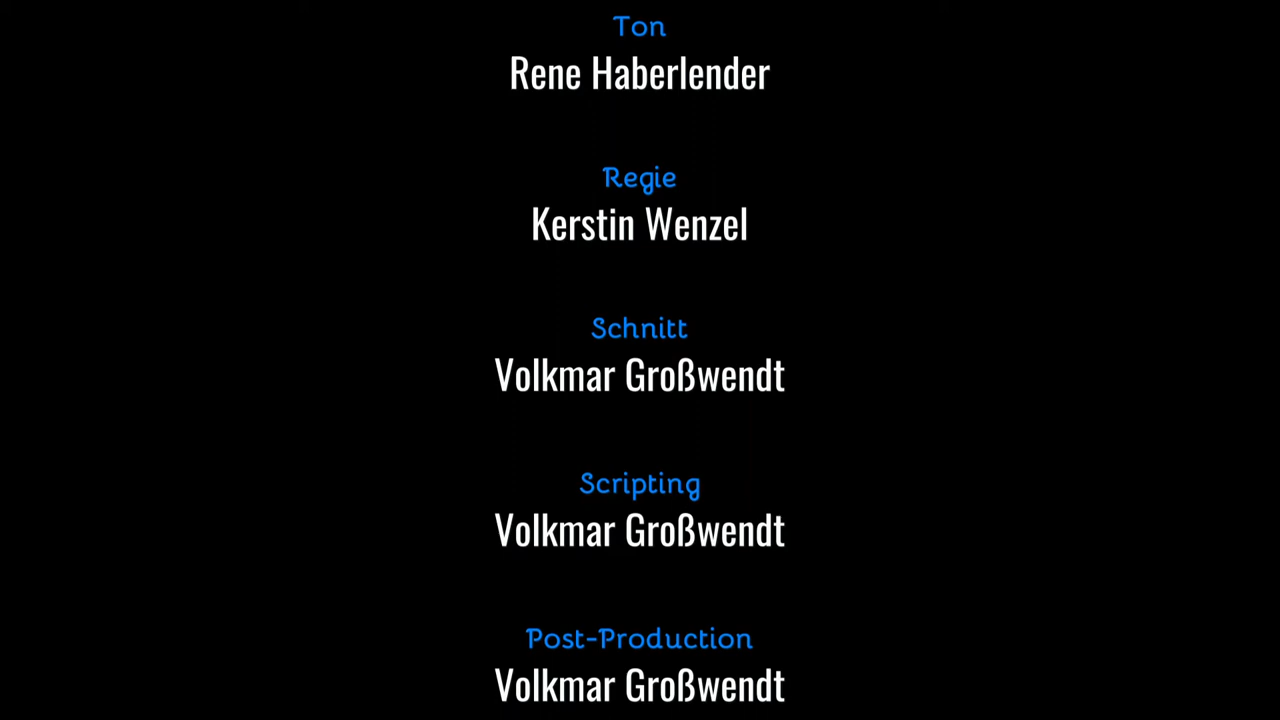 Ton
Rene Haberlender
Regie
Kerstin Wenzel
Schnitt
Volkmar Großwendt
Scripting
Volkmar Großwendt
Post-Production
Volkmar Großwendt